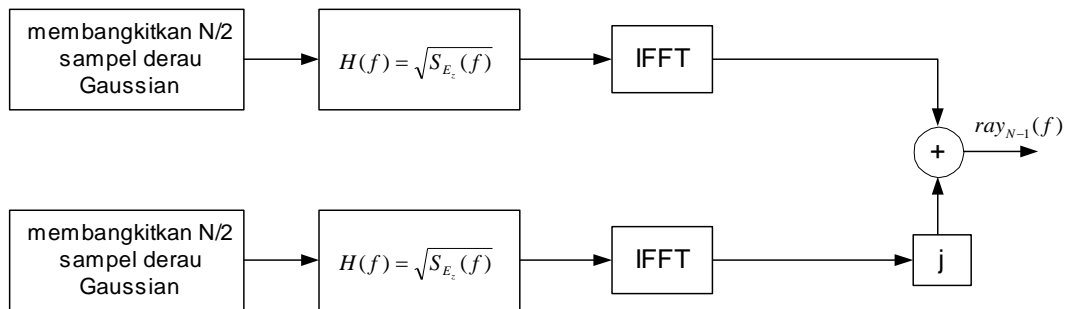 membangkitkan N/2
sampel derau
Gaussian
H(f) = √S_{E_z}(f)
IFFT
ray_{N-1}(f)
+
membangkitkan N/2
sampel derau
Gaussian
H(f) = √S_{E_z}(f)
IFFT
j